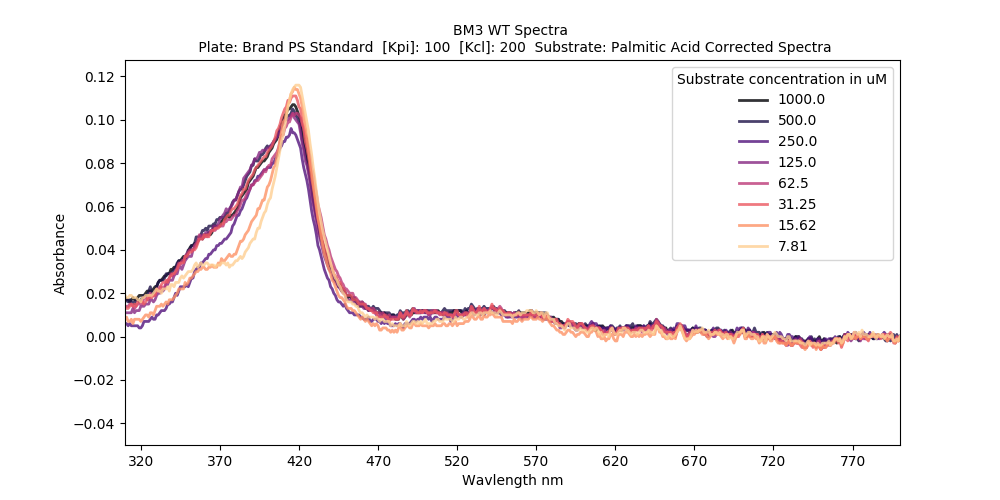 BM3 WT Spectra
Plate: Brand PS Standard  [Kpi]: 100  [Kcl]: 200  Substrate: Palmitic Acid Corrected Spectra
Substrate concentration in uM
1000.0
500.0
250.0
125.0
62.5
31.25
15.62
7.81
Absorbance
0.12
0.10
0.08
0.06
0.04
0.02
0.00
−0.02
−0.04
320 370 420 470 520 570 620 670 720 770
Wavlength nm